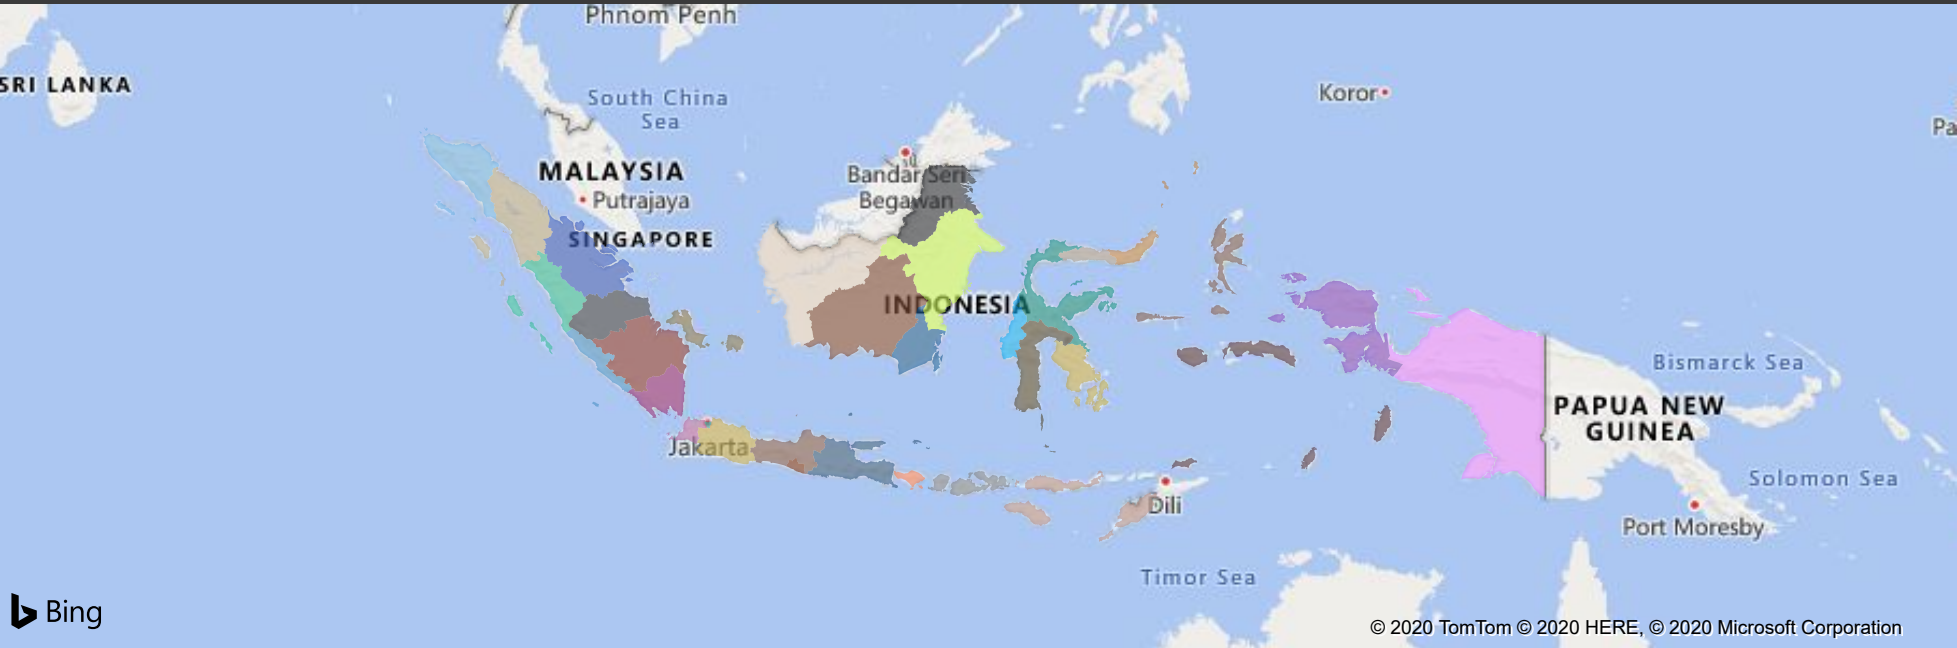 Phnom Penh
SRI LANKA
South China
Sea
Koror
Pa
MALAYSIA
Putrajaya
Bandar Seri
Begawan
SINGAPORE
INDONESIA
Bismarck Sea
PAPUA NEW
GUINEA
Jakarta
Solomon Sea
Dili
Port Moresby
Timor Sea
Bing
© 2020 TomTom © 2020 HERE, © 2020 Microsoft Corporation